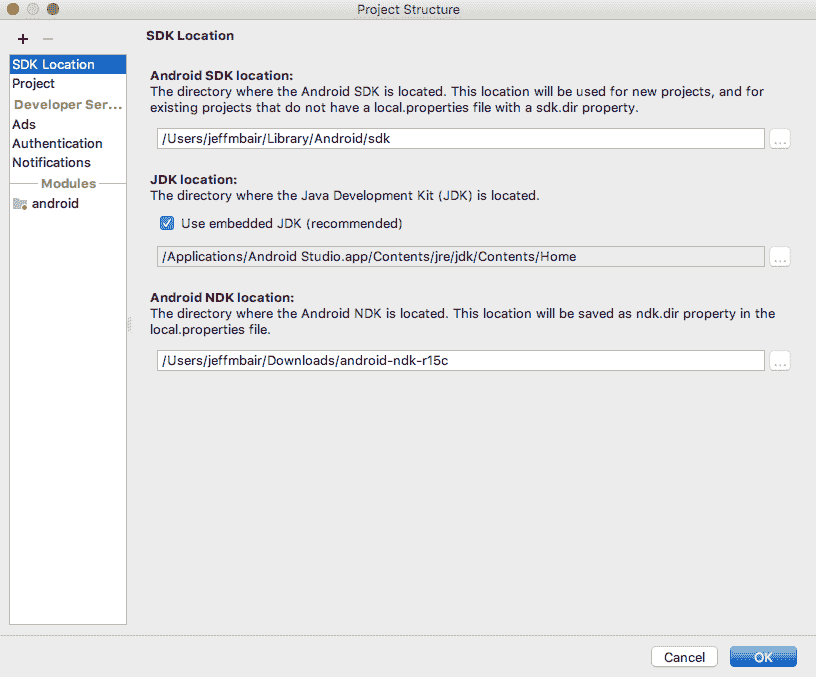 Project Structure
SDK Location
SDK Location
Project
Developer Ser...
Ads
Authentication
Notifications
Modules
android
Android SDK location:
The directory where the Android SDK is located. This location will be used for new projects, and for
existing projects that do not have a local.properties file with a sdk.dir property.
/Users/jeffmbair/Library/Android/sdk
...
JDK location:
The directory where the Java Development Kit (JDK) is located.
Use embedded JDK (recommended)
/Applications/Android Studio.app/Contents/jre/jdk/Contents/Home
...
Android NDK location:
The directory where the Android NDK is located. This location will be saved as ndk.dir property in the
local.properties file.
/Users/jeffmbair/Downloads/android-ndk-r15c
...
Cancel
OK